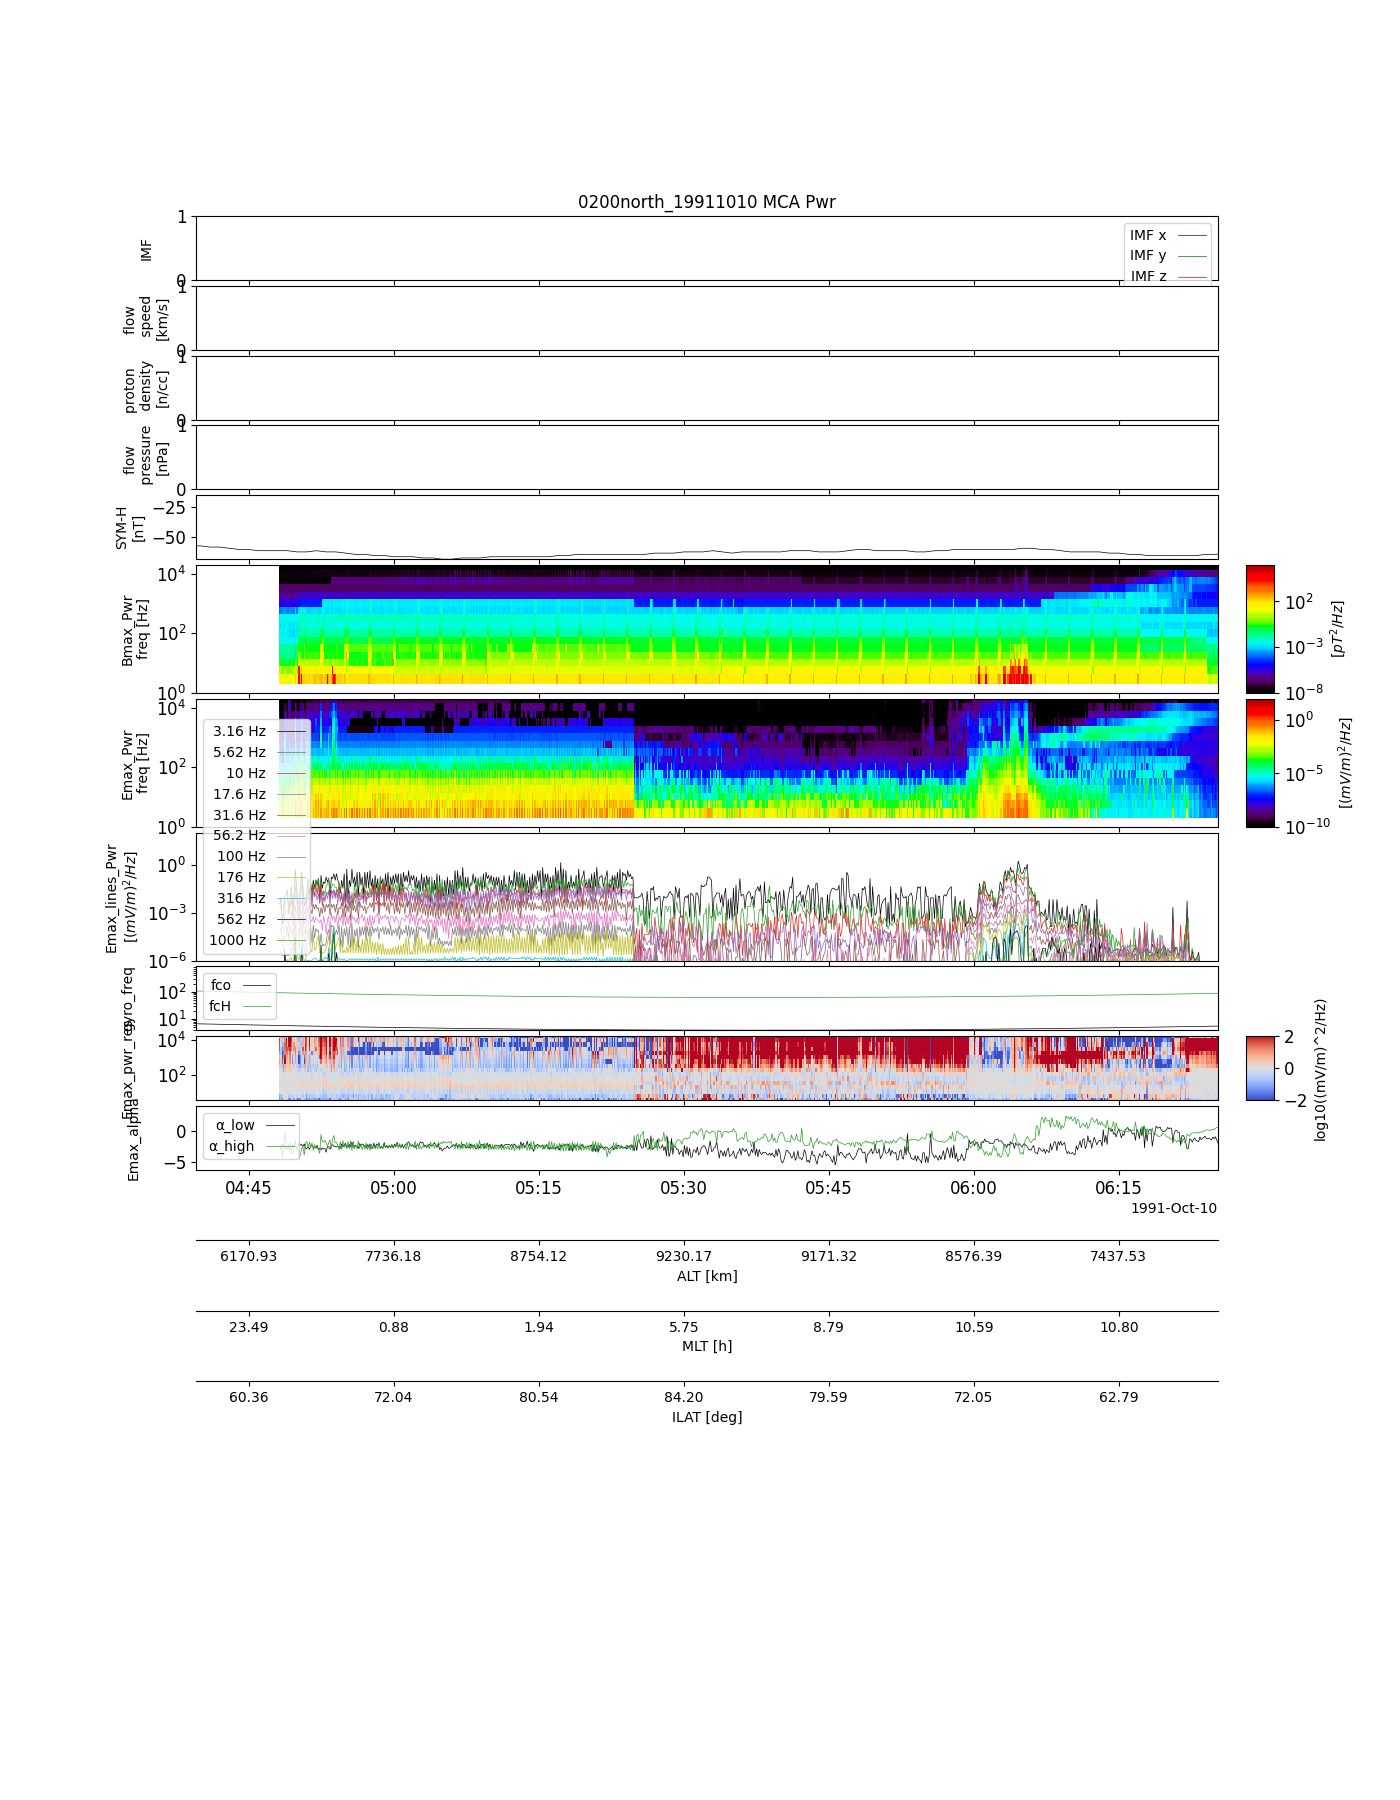 0200north_19911010 MCA Pwr
1
0
IMF
IMF x
IMF y
IMF z
1
0
flow
speed
[km/s]
1
0
proton
density
[n/cc]
1
0
flow
pressure
[nPa]
−25
−50
SYM-H
[nT]
10^4
10^2
10^0
Bmax_Pwr
freq [Hz]
10^2
10^−3
10^−8
[pT^2/Hz]
10^4
10^2
10^0
Emax_Pwr
freq [Hz]
10^0
10^−5
10^−10
[(mV/m)^2/Hz]
3.16 Hz
5.62 Hz
10 Hz
17.6 Hz
31.6 Hz
56.2 Hz
100 Hz
176 Hz
316 Hz
562 Hz
1000 Hz
10^0
10^−3
10^−6
Emax_lines_Pwr
[(mV/m)^2/Hz]
10^2
10^1
gyro_freq
fco
fcH
10^4
10^2
Emax_pwr_reg
2
0
−2
log10((mV/m)^2/Hz)
0
−5
Emax_alpha
α_low
α_high
04:45 05:00 05:15 05:30 05:45 06:00 06:15
1991-Oct-10
6170.93 7736.18 8754.12 9230.17 9171.32 8576.39 7437.53
ALT [km]
23.49 0.88 1.94 5.75 8.79 10.59 10.80
MLT [h]
60.36 72.04 80.54 84.20 79.59 72.05 62.79
ILAT [deg]